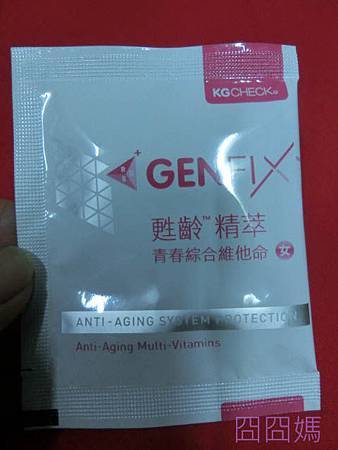 KGCHECK
GENFIX
甦齡™精萃
青春綜合維他命 女
ANTI-AGING SYSTEM PROTECTION
Anti-Aging Multi-Vitamins
KGCHECK
囧囧媽